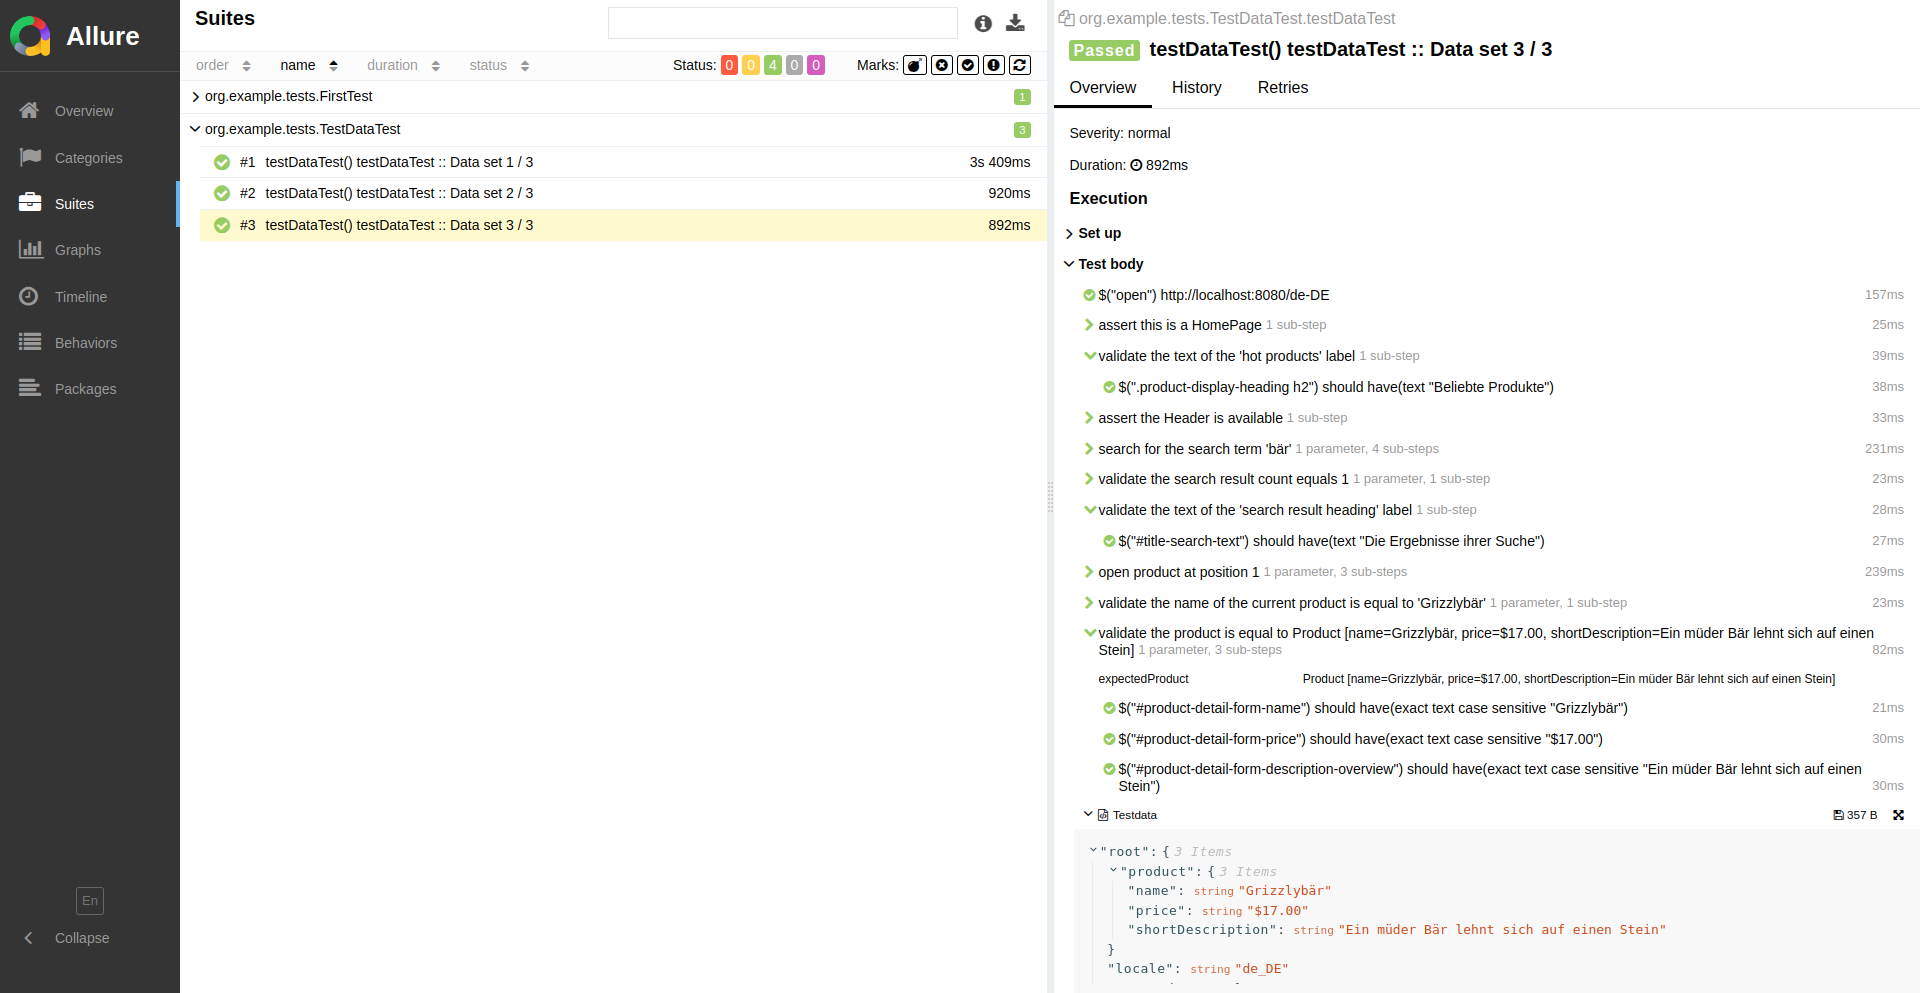 Allure
Overview
Categories
Suites
Graphs
Timeline
Behaviors
Packages
En
Collapse
Suites
order name duration status Status: 0 0 4 0 0 Marks:
org.example.tests.FirstTest 1
org.example.tests.TestDataTest 3
#1 testDataTest() testDataTest :: Data set 1 / 3 3s 409ms
#2 testDataTest() testDataTest :: Data set 2 / 3 920ms
#3 testDataTest() testDataTest :: Data set 3 / 3 892ms
org.example.tests.TestDataTest.testDataTest
Passed testDataTest() testDataTest :: Data set 3 / 3
Overview History Retries
Severity: normal
Duration: 892ms
Execution
Set up
Test body
$("open") http://localhost:8080/de-DE 157ms
assert this is a HomePage 1 sub-step 25ms
validate the text of the 'hot products' label 1 sub-step 39ms
$(".product-display-heading h2") should have(text "Beliebte Produkte") 38ms
assert the Header is available 1 sub-step 33ms
search for the search term 'bär' 1 parameter, 4 sub-steps 231ms
validate the search result count equals 1 1 parameter, 1 sub-step 23ms
validate the text of the 'search result heading' label 1 sub-step 28ms
$("#title-search-text") should have(text "Die Ergebnisse ihrer Suche") 27ms
open product at position 1 1 parameter, 3 sub-steps 239ms
validate the name of the current product is equal to 'Grizzlybär' 1 parameter, 1 sub-step 23ms
validate the product is equal to Product [name=Grizzlybär, price=$17.00, shortDescription=Ein müder Bär lehnt sich auf einen
Stein] 1 parameter, 3 sub-steps 82ms
expectedProduct Product [name=Grizzlybär, price=$17.00, shortDescription=Ein müder Bär lehnt sich auf einen Stein]
$("#product-detail-form-name") should have(exact text case sensitive "Grizzlybär") 21ms
$("#product-detail-form-price") should have(exact text case sensitive "$17.00") 30ms
$("#product-detail-form-description-overview") should have(exact text case sensitive "Ein müder Bär lehnt sich auf einen
Stein") 30ms
Testdata 357 B
"root": { 3 Items
"product": { 3 Items
"name": string "Grizzlybär"
"price": string "$17.00"
"shortDescription": string "Ein müder Bär lehnt sich auf einen Stein"
}
"locale": string "de_DE"